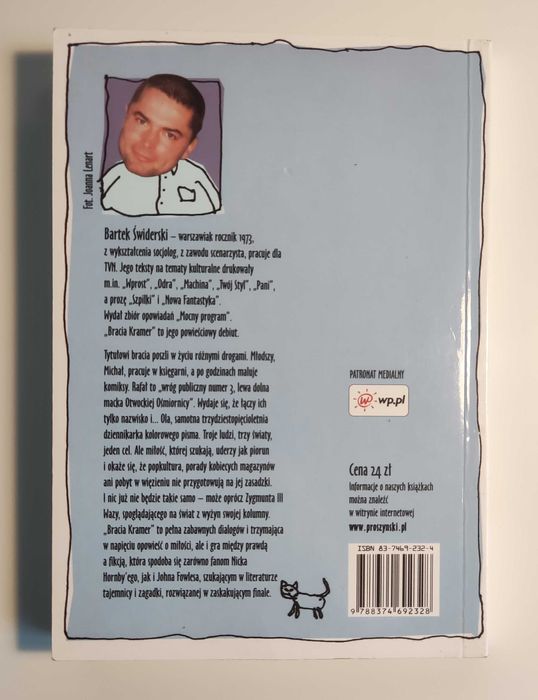 Fot. Joanna Lenart
Bartek Świderski – warszawiak rocznik 1973,
z wykształcenia socjolog, z zawodu scenarzysta, pracuje dla
TVN. Jego teksty na tematy kulturalne drukowały
m.in. „Wprost”, „Odra”, „Machina”, „Twój Styl”, „Pani”,
a prozę „Szpilki” i „Nowa Fantastyka”.
Wydał zbiór opowiadań „Mocny program”.
„Bracia Kramer” to jego powieściowy debiut.
Tytułowi bracia poszli w życiu różnymi drogami. Młodszy,
Michał, pracuje w księgarni, a po godzinach maluje
komiksy. Rafał to „wróg publiczny numer 3, lewa dolna
macka Otwockiej Ośmiornicy”. Wydaje się, że łączy ich
tylko nazwisko i... Ola, samotna trzydziestopięcioletnia
dziennikarka kolorowego pisma. Troje ludzi, trzy światy,
jeden cel. Ale miłość, której szukają, uderza jak piorun
i okaże się, że popkultura, porady kobiecych magazynów
ani pobyt w więzieniu nie przygotowują na jej zasadzki.
I nic już nie będzie takie samo – może oprócz Zygmunta III
Wazy, spoglądającego na świat z wyżyn swojej kolumny.
„Bracia Kramer” to pełna zabawnych dialogów i trzymająca
w napięciu opowieść o miłości, ale i gra między prawdą
a fikcją, która spodoba się zarówno fanom Nicka
Hornby'ego, jak i Johna Fowlesa, szukającym w literaturze
tajemnicy i zagadki, rozwiązanej w zaskakującym finale.
PATRONAT MEDIALNY
w wp.pl
Cena 24 zł
Informacje o naszych książkach
można znaleźć
w witrynie internetowej
www.proszynski.pl
ISBN 83-7469-232-4
9 788374 692328